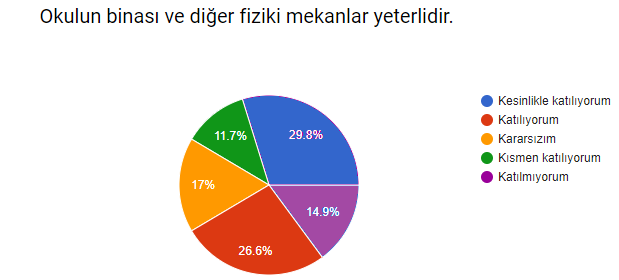 Okulun binası ve diğer fiziki mekanlar yeterlidir.
29.8%
14.9%
26.6%
17%
11.7%
Kesinlikle katılıyorum
Katılıyorum
Kararsızım
Kısmen katılıyorum
Katılmıyorum